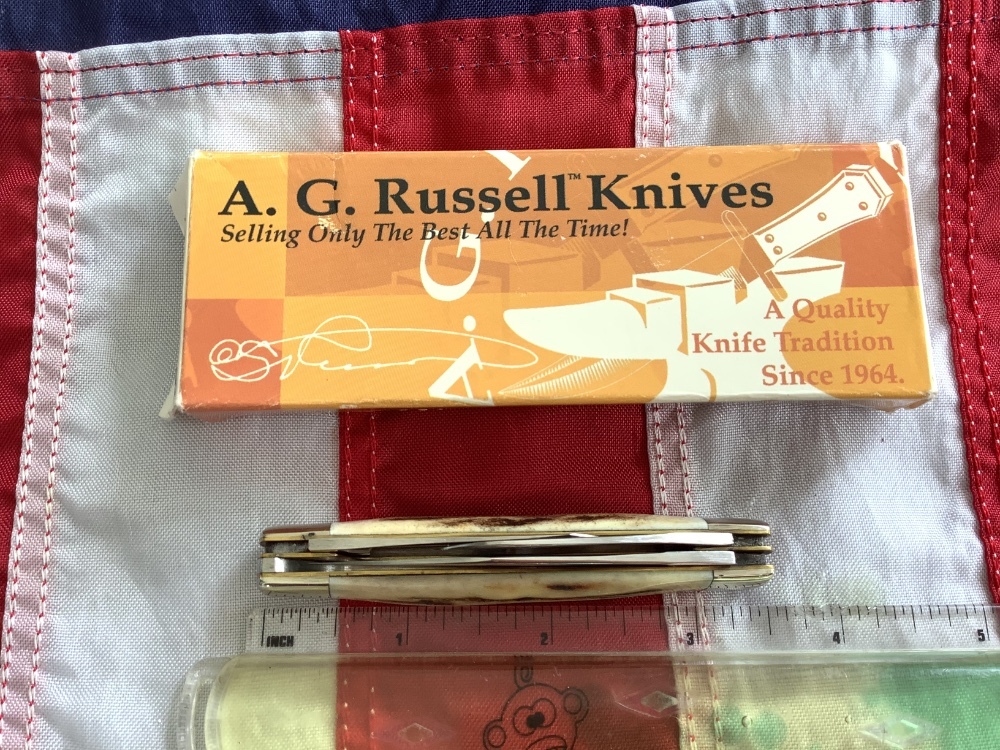 A. G. Russell™ Knives
Selling Only The Best All The Time!
A Quality
Knife Tradition
Since 1964.
INCH 1 2 3 4 5